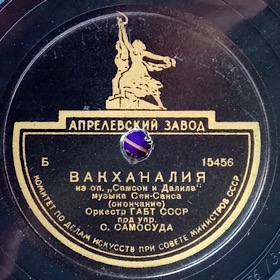 АПРЕЛЕВСКИЙ ЗАВОД
Б 15456
ВАКХАНАЛИЯ
из оп. „Самсон и Далила"
музыка Сен-Санса
(окончание)
Оркестр ГАБТ СССР
под упр.
С. САМОСУДА
КОМИТЕТ ПО ДЕЛАМ ИСКУССТВ ПРИ СОВЕТЕ МИНИСТРОВ СССР